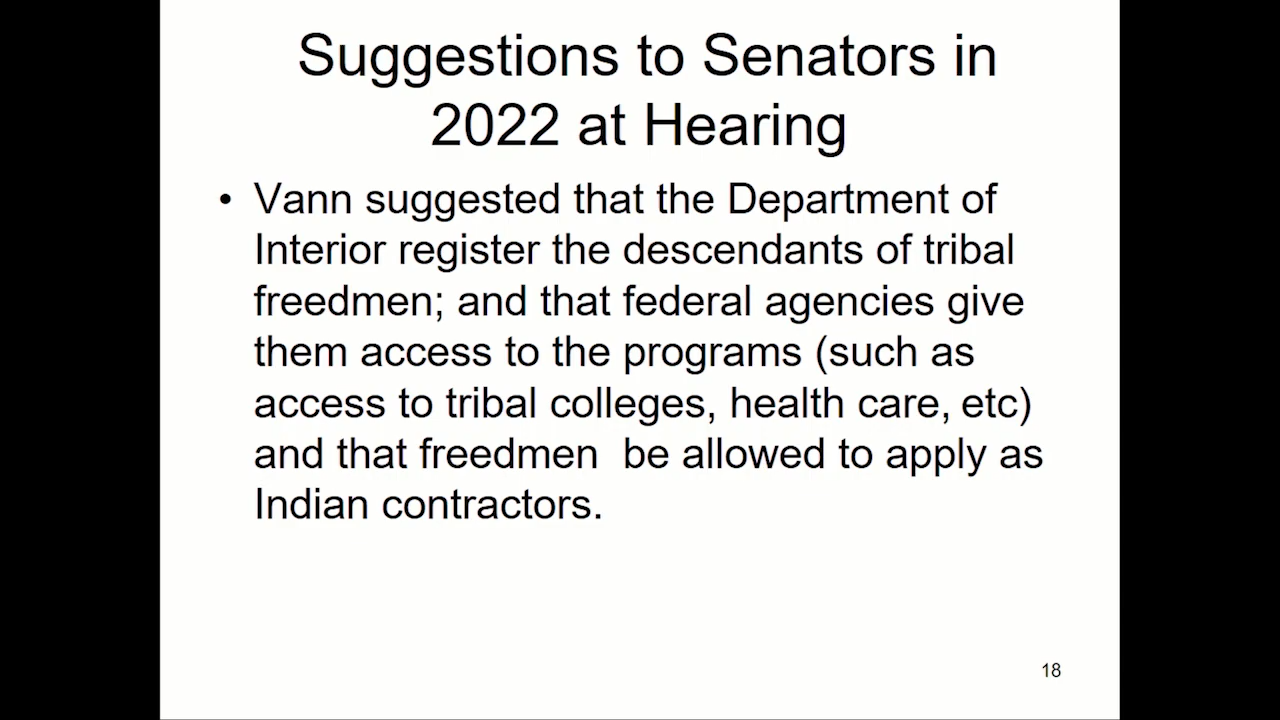 Suggestions to Senators in
2022 at Hearing
• Vann suggested that the Department of
Interior register the descendants of tribal
freedmen; and that federal agencies give
them access to the programs (such as
access to tribal colleges, health care, etc)
and that freedmen  be allowed to apply as
Indian contractors.
18